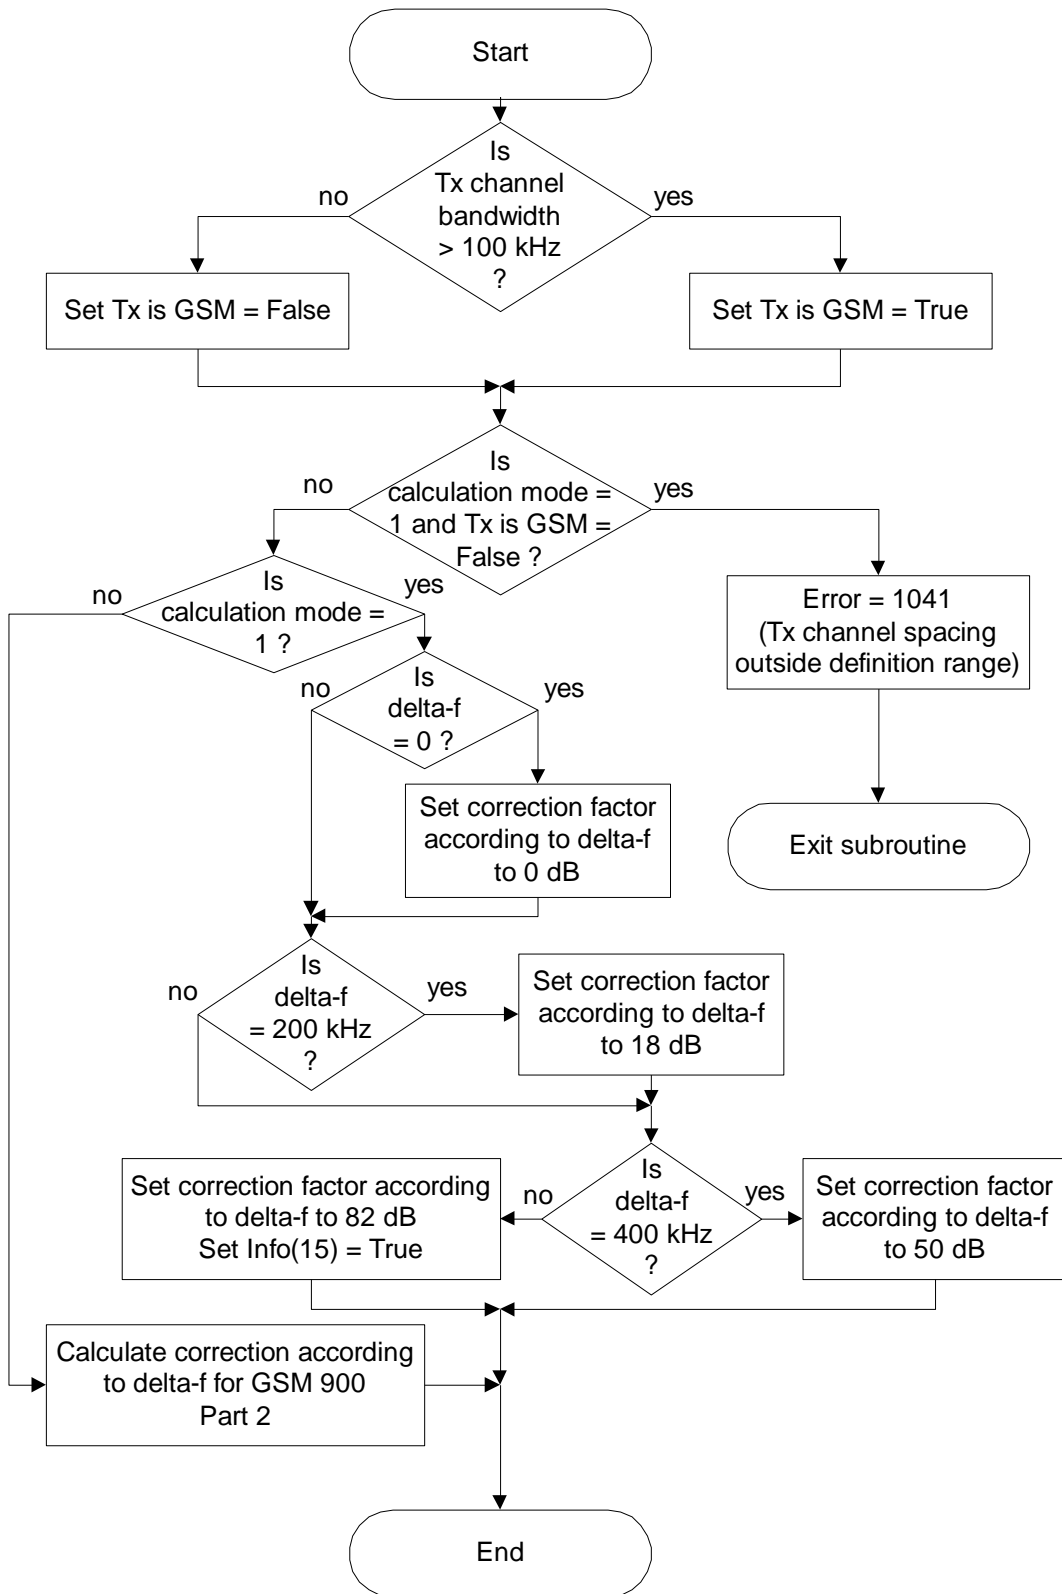 Start
Is
Tx channel
bandwidth
> 100 kHz
?
no
yes
Set Tx is GSM = False
Set Tx is GSM = True
Is
calculation mode =
1 and Tx is GSM =
False ?
no
yes
Is
calculation mode =
1 ?
no
yes
Error = 1041
(Tx channel spacing
outside definition range)
Is
delta-f
= 0 ?
no
yes
Set correction factor
according to delta-f
to 0 dB
Exit subroutine
Is
delta-f
= 200 kHz
?
no
yes
Set correction factor
according to delta-f
to 18 dB
Is
delta-f
= 400 kHz
?
no
yes
Set correction factor according
to delta-f to 82 dB
Set Info(15) = True
Set correction factor
according to delta-f
to 50 dB
Calculate correction according
to delta-f for GSM 900
Part 2
End